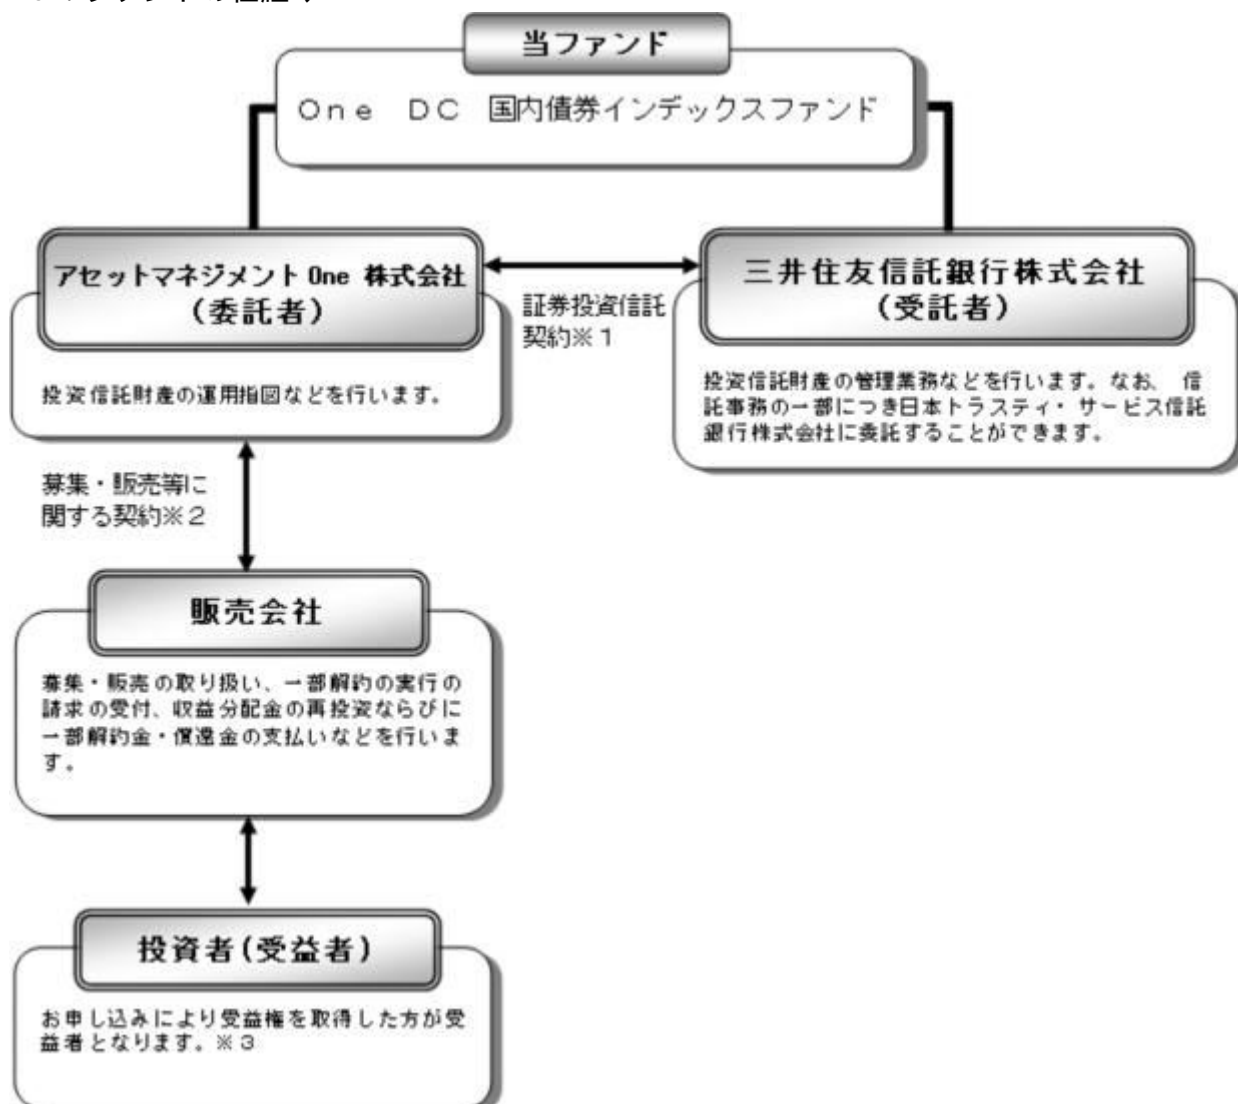 当ファンド
Ｏｎｅ　ＤＣ　国内債券インデックスファンド
アセットマネジメント One 株式会社
(委託者)
投資信託財産の運用指図などを行います。
証券投資信託
契約※１
三井住友信託銀行株式会社
(受託者)
投資信託財産の管理業務などを行います。なお、 信
託事務の一部につき日本トラスティ・サービス信託
銀行株式会社に委託することができます。
募集・販売等に
関する契約※２
販売会社
募集・販売の取り扱い、一部解約の実行の
請求の受付、収益分配金の再投資ならびに
一部解約金・償還金の支払いなどを行いま
す。
投資者(受益者)
お申し込みにより受益権を取得した方が受
益者となります。※３